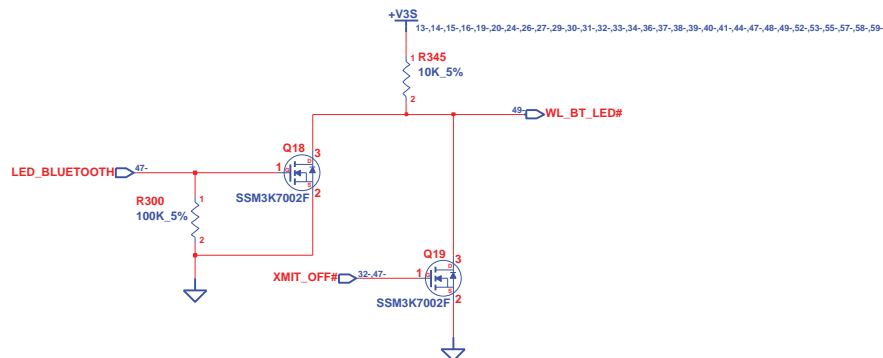 +V3S
13-,14-,15-,16-,19-,20-,24-,26-,27-,29-,30-,31-,32-,33-,34-,36-,37-,38-,39-,40-,41-,44-,47-,48-,49-,52-,53-,55-,57-,58-,59-
1 R345
10K_5%
2
49- WL_BT_LED#
Q18
3
D
LED_BLUETOOTH 47-
1 G
S
2
R300
1
100K_5%
2
SSM3K7002F
Q19
3
D
XMIT_OFF# 32-,47-
1 G
S
2
SSM3K7002F